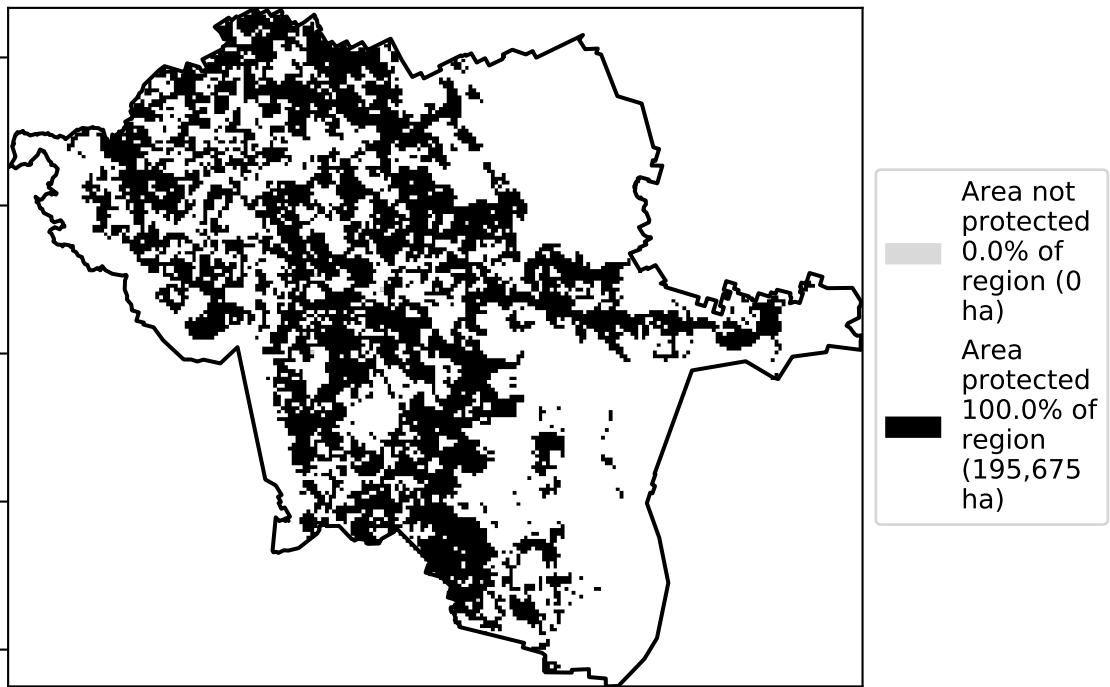 Area not
protected
0.0% of
region (0
ha)
Area
protected
100.0% of
region
(195,675
ha)